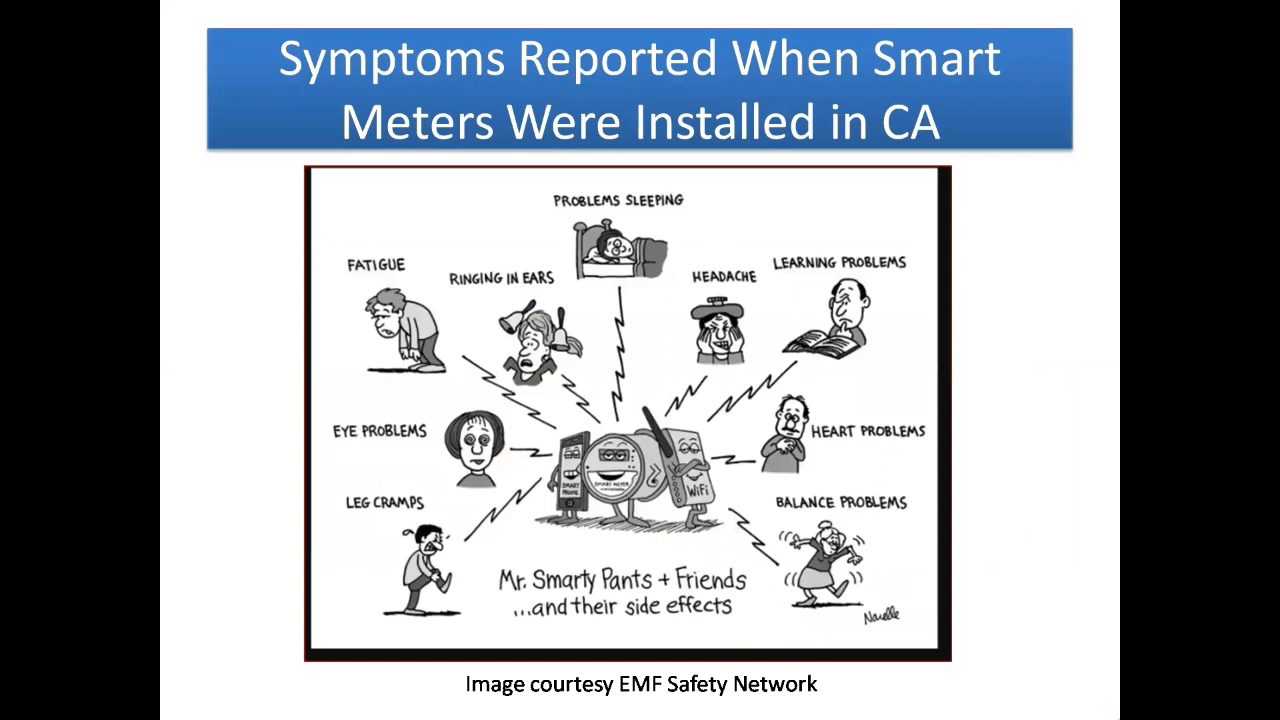 Symptoms Reported When Smart
Meters Were Installed in CA
PROBLEMS SLEEPING
FATIGUE
RINGING IN EARS
HEADACHE
LEARNING PROBLEMS
EYE PROBLEMS
HEART PROBLEMS
SMART
PHONE
SMART METER
WiFi
LEG CRAMPS
BALANCE PROBLEMS
Mr. Smarty Pants + Friends
...and their side effects
Narelle
Image courtesy EMF Safety Network